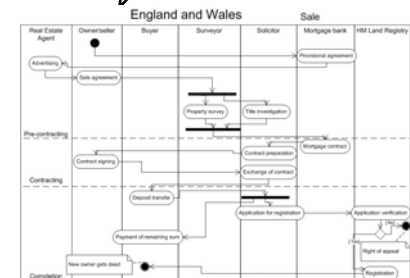 England and Wales
Sale
Real Estate
Agent
Owner/seller
Buyer
Surveyor
Solicitor
Mortgage bank
HM Land Registry
Provisional agreement
Advertising
Sale agreement
Property survey
Title investigation
Pre-contracting
Mortgage contract
Contract preparation
Contract signing
Exchange of contract
Contracting
Deposit transfer
Application for registration
Application verification
Payment of remaining sum
Right of appeal
New owner gets deed
Registration
Completion